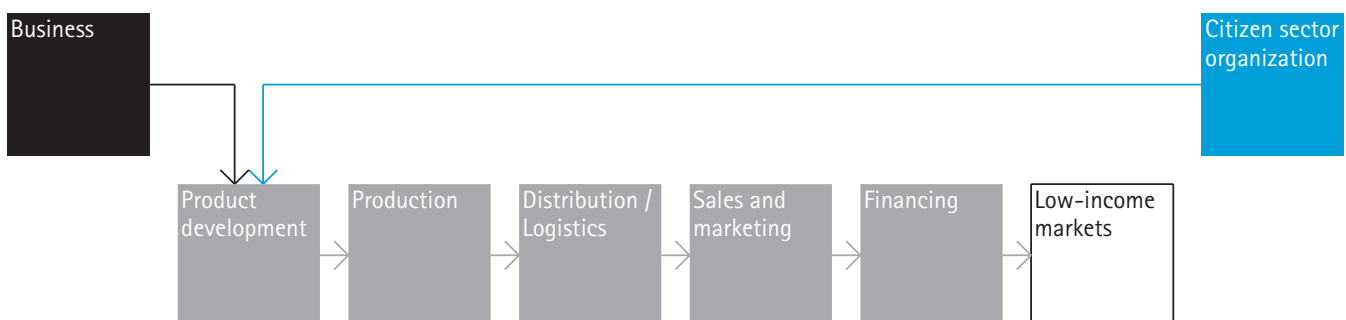 Business
Citizen sector
organization
Product
development
Production
Distribution /
Logistics
Sales and
marketing
Financing
Low-income
markets